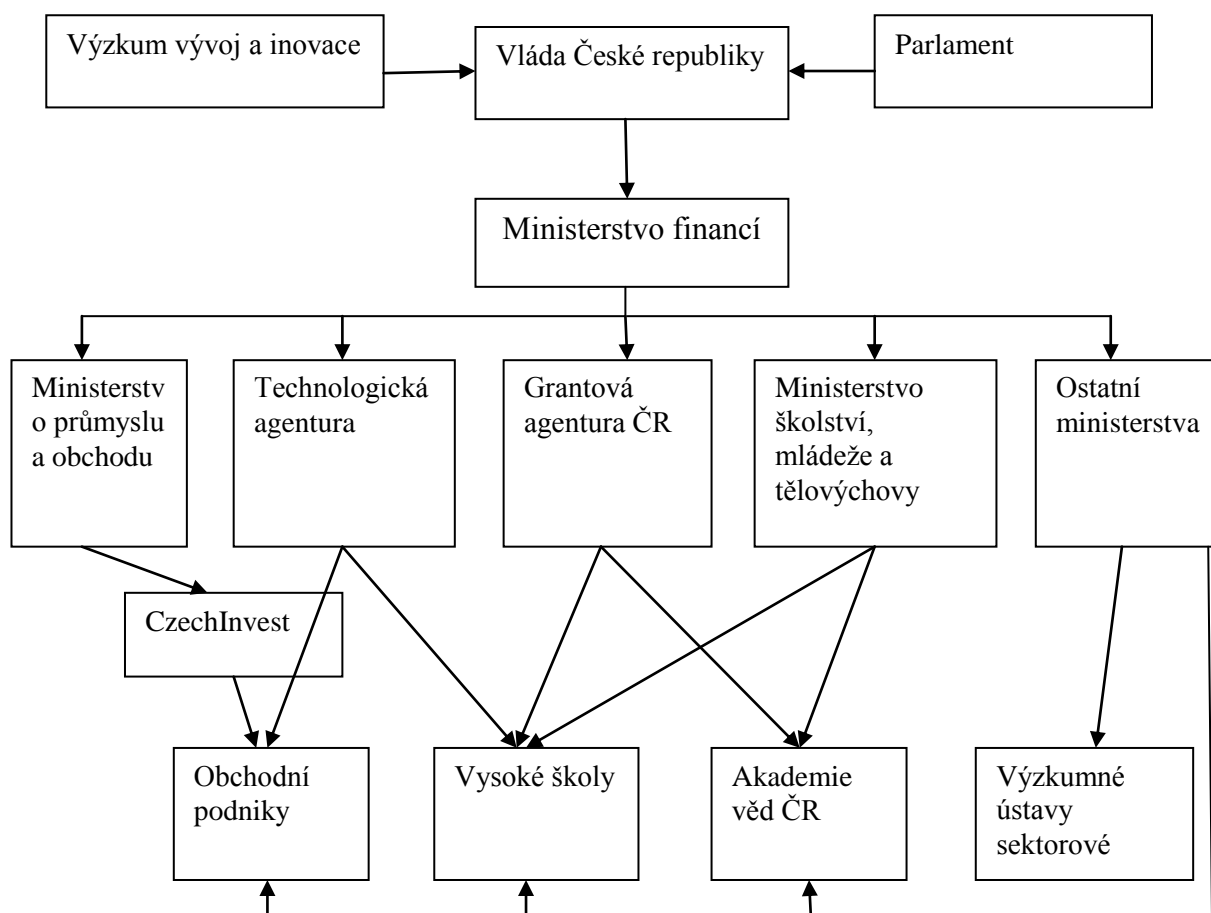 Výzkum vývoj a inovace
Vláda České republiky
Parlament
Ministerstvo financí
Ministerstv
o průmyslu
a obchodu
Technologická
agentura
Grantová
agentura ČR
Ministerstvo
školství,
mládeže a
tělovýchovy
Ostatní
ministerstva
CzechInvest
Obchodní
podniky
Vysoké školy
Akademie
věd ČR
Výzkumné
ústavy
sektorové